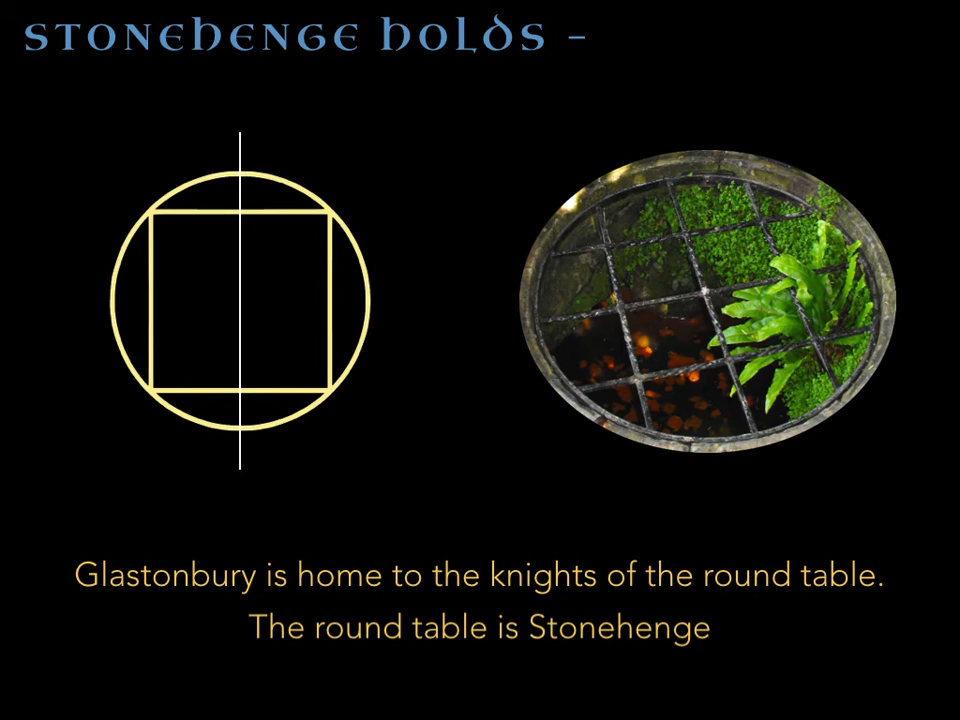 STONEHENGE HOLDS -
Glastonbury is home to the knights of the round table.
The round table is Stonehenge